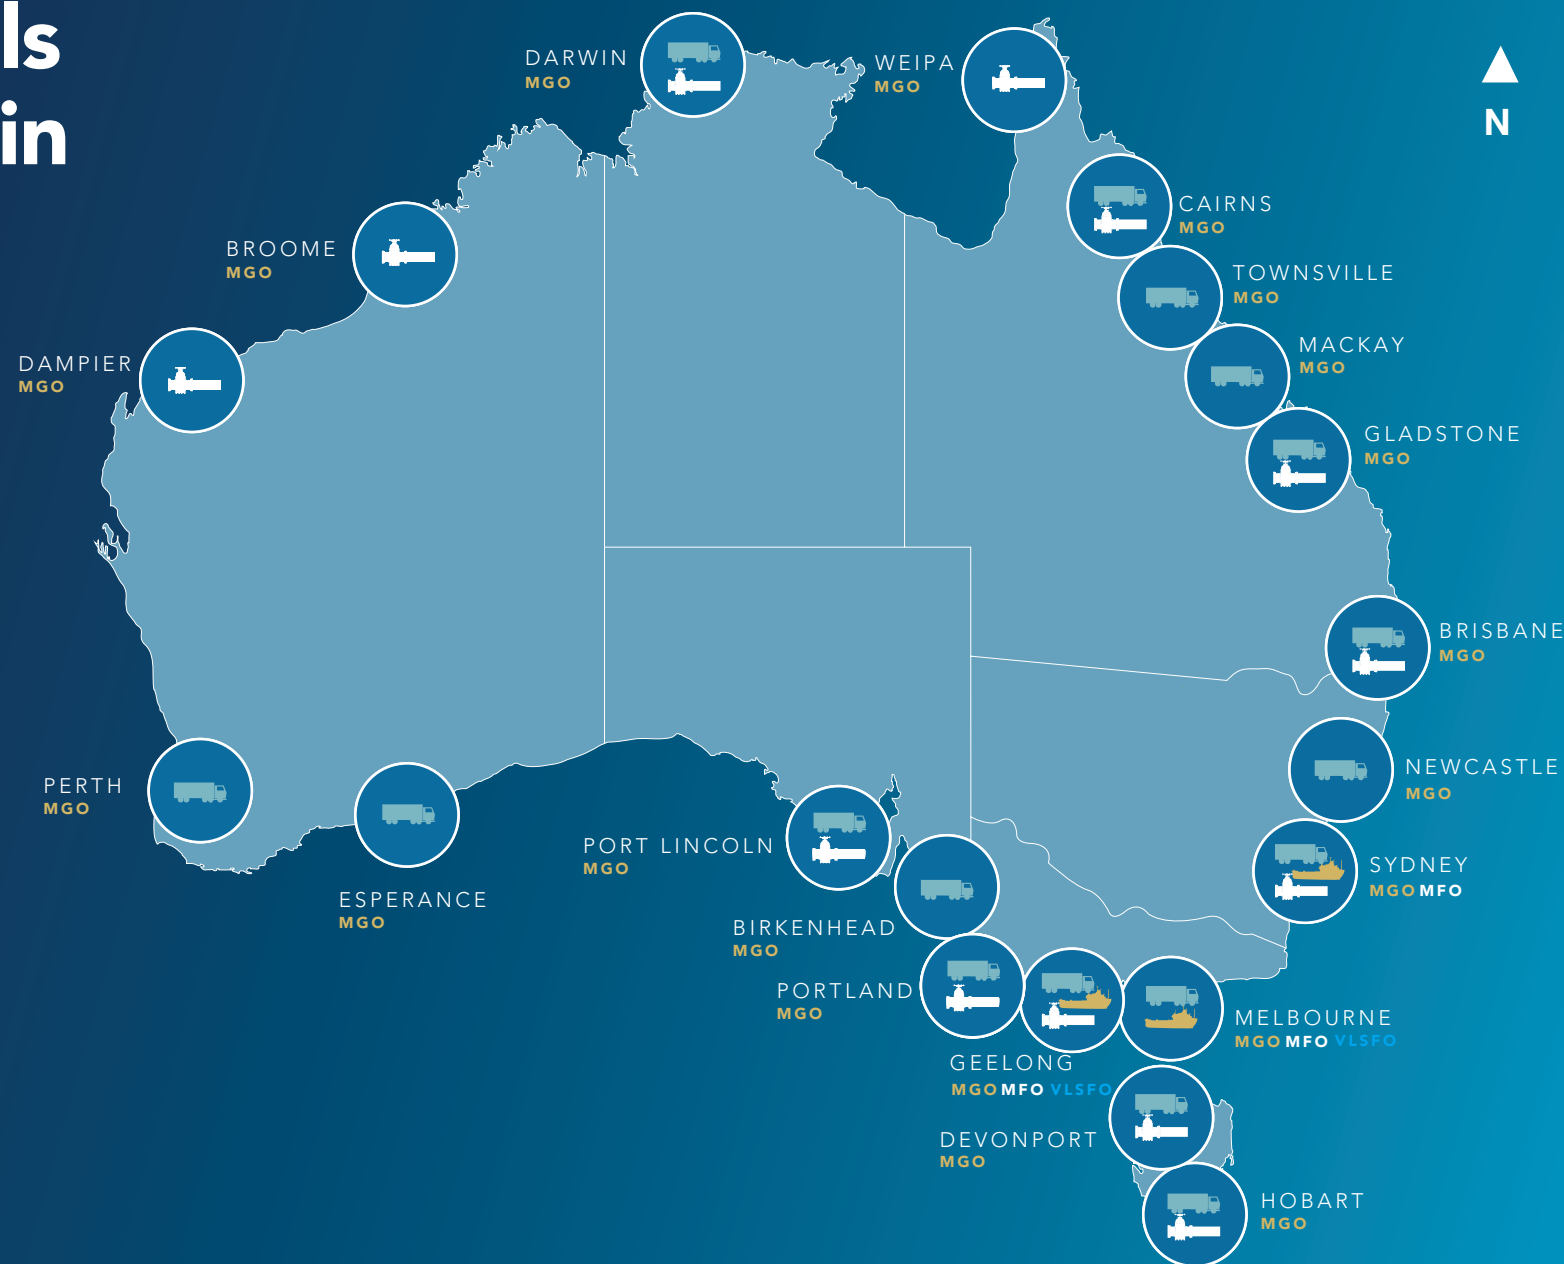 ls
in
N
DARWIN
MGO
WEIPA
MGO
CAIRNS
MGO
BROOME
MGO
TOWNSVILLE
MGO
MACKAY
MGO
DAMPIER
MGO
GLADSTONE
MGO
BRISBANE
MGO
NEWCASTLE
MGO
PERTH
MGO
PORT LINCOLN
MGO
SYDNEY
MGO MFO
ESPERANCE
MGO
BIRKENHEAD
MGO
PORTLAND
MGO
MELBOURNE
MGO MFO VLSFO
GEELONG
MGO MFO VLSFO
DEVONPORT
MGO
HOBART
MGO